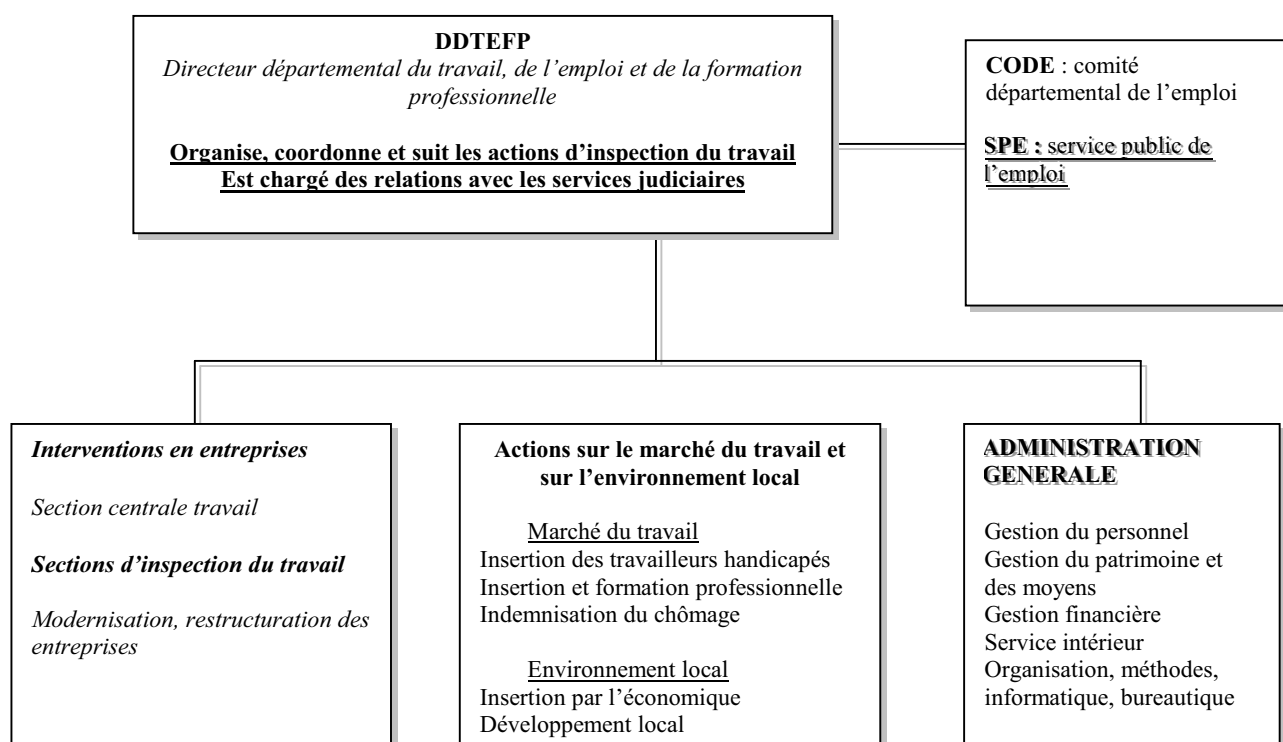 DDTEFP
Directeur départemental du travail, de l’emploi et de la formation
professionnelle
Organise, coordonne et suit les actions d’inspection du travail
Est chargé des relations avec les services judiciaires
CODE : comité
départemental de l’emploi
SPE : service public de
l’emploi
Interventions en entreprises
Section centrale travail
Sections d’inspection du travail
Modernisation, restructuration des
entreprises
Actions sur le marché du travail et
sur l’environnement local
Marché du travail
Insertion des travailleurs handicapés
Insertion et formation professionnelle
Indemnisation du chômage
Environnement local
Insertion par l’économique
Développement local
ADMINISTRATION
GENERALE
Gestion du personnel
Gestion du patrimoine et
des moyens
Gestion financière
Service intérieur
Organisation, méthodes,
informatique, bureautique